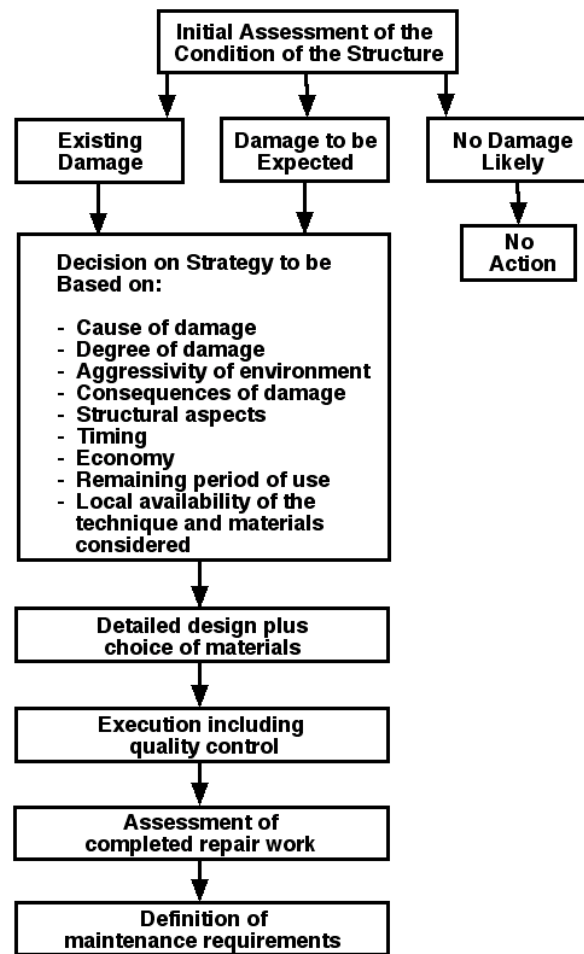 Initial Assessment of the
Condition of the Structure
Existing
Damage
Damage to be
Expected
No Damage
Likely
No
Action
Decision on Strategy to be
Based on:
- Cause of damage
- Degree of damage
- Aggressivity of environment
- Consequences of damage
- Structural aspects
- Timing
- Economy
- Remaining period of use
- Local availability of the
technique and materials
considered
Detailed design plus
choice of materials
Execution including
quality control
Assessment of
completed repair work
Definition of
maintenance requirements